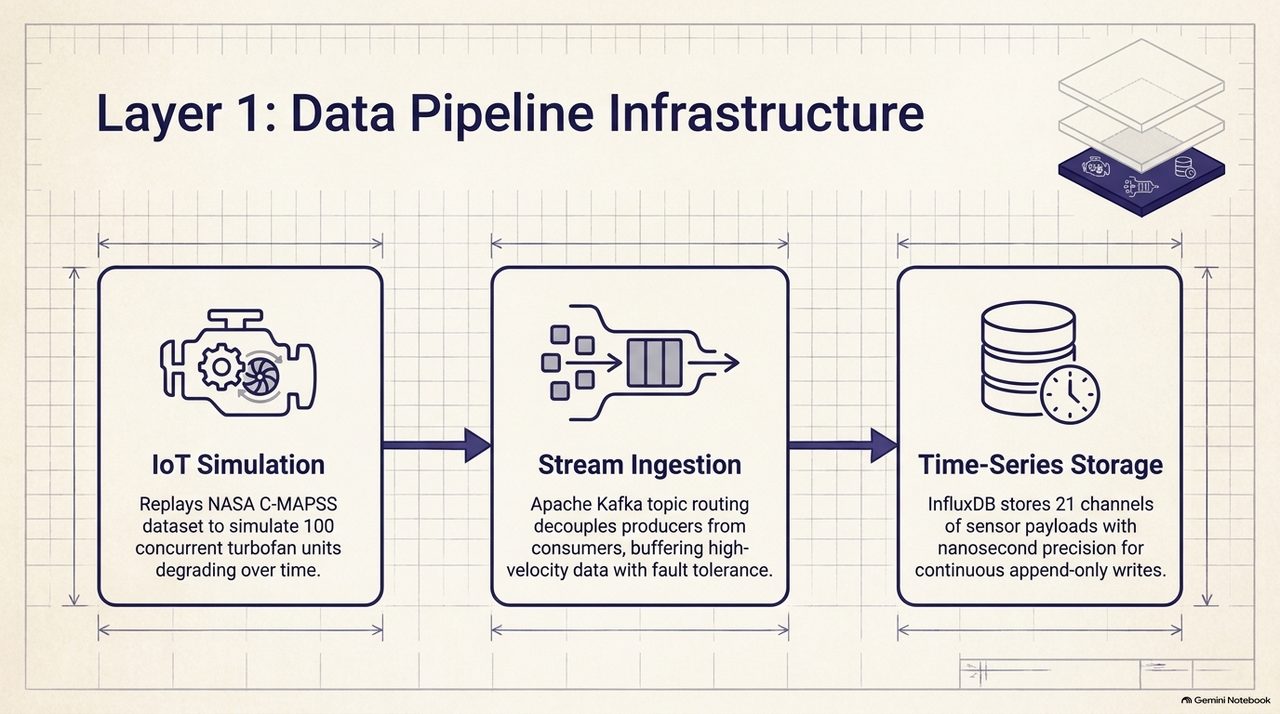 Layer 1: Data Pipeline Infrastructure
IoT Simulation
Replays NASA C-MAPSS
dataset to simulate 100
concurrent turbofan units
degrading over time.
Stream Ingestion
Apache Kafka topic routing
decouples producers from
consumers, buffering high-
velocity data with fault tolerance.
Time-Series Storage
InfluxDB stores 21 channels
of sensor payloads with
nanosecond precision for
continuous append-only writes.
Gemini Notebook